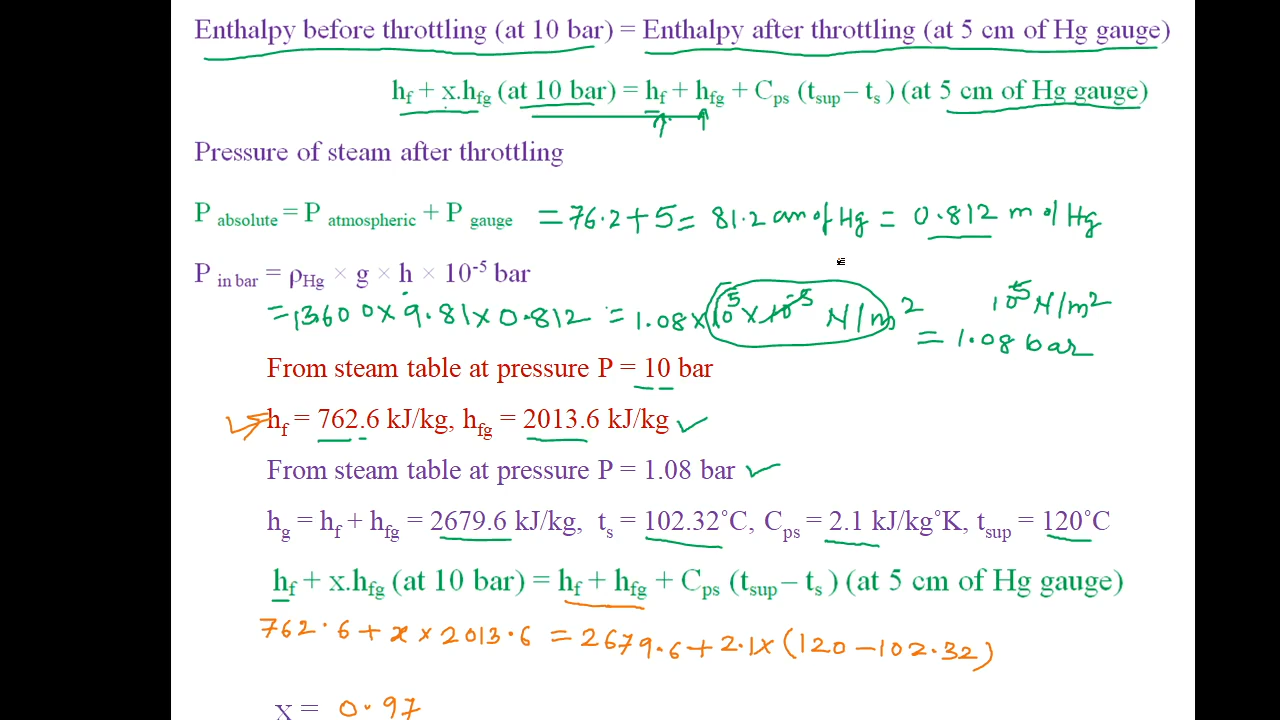 Enthalpy before throttling (at 10 bar) = Enthalpy after throttling (at 5 cm of Hg gauge)
hf + x.hfg (at 10 bar) = hf + hfg + Cps (tsup – ts) (at 5 cm of Hg gauge)
Pressure of steam after throttling
P absolute = P atmospheric + P gauge = 76.2 + 5 = 81.2 cm of Hg = 0.812 m of Hg
P in bar = ρHg × g × h × 10⁻⁵ bar
= 13600 × 9.81 × 0.812 = 1.08 × 10⁵ × 10⁻⁵ N/m² 10⁵ N/m²
= 1.08 bar
From steam table at pressure P = 10 bar
hf = 762.6 kJ/kg, hfg = 2013.6 kJ/kg
From steam table at pressure P = 1.08 bar
hg = hf + hfg = 2679.6 kJ/kg, ts = 102.32˚C, Cps = 2.1 kJ/kg˚K, tsup = 120˚C
hf + x.hfg (at 10 bar) = hf + hfg + Cps (tsup – ts) (at 5 cm of Hg gauge)
762.6 + x × 2013.6 = 2679.6 + 2.1 × (120 – 102.32)
x = 0.97